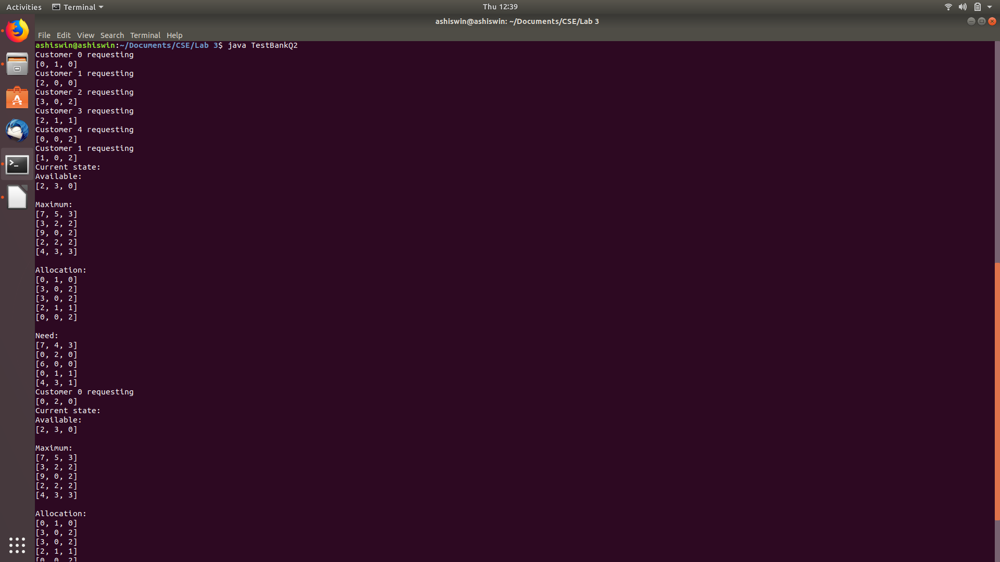 Activities Terminal Thu 12:39
ashiswin@ashiswin: ~/Documents/CSE/Lab 3
File Edit View Search Terminal Help
ashiswin@ashiswin:~/Documents/CSE/Lab 3$ java TestBankQ2
Customer 0 requesting
[0, 1, 0]
Customer 1 requesting
[2, 0, 0]
Customer 2 requesting
[3, 0, 2]
Customer 3 requesting
[2, 1, 1]
Customer 4 requesting
[0, 0, 2]
Customer 1 requesting
[1, 0, 2]
Current state:
Available:
[2, 3, 0]
Maximum:
[7, 5, 3]
[3, 2, 2]
[9, 0, 2]
[2, 2, 2]
[4, 3, 3]
Allocation:
[0, 1, 0]
[3, 0, 2]
[3, 0, 2]
[2, 1, 1]
[0, 0, 2]
Need:
[7, 4, 3]
[0, 2, 0]
[6, 0, 0]
[0, 1, 1]
[4, 3, 1]
Customer 0 requesting
[0, 2, 0]
Current state:
Available:
[2, 3, 0]
Maximum:
[7, 5, 3]
[3, 2, 2]
[9, 0, 2]
[2, 2, 2]
[4, 3, 3]
Allocation:
[0, 1, 0]
[3, 0, 2]
[3, 0, 2]
[2, 1, 1]
[0, 0, 2]